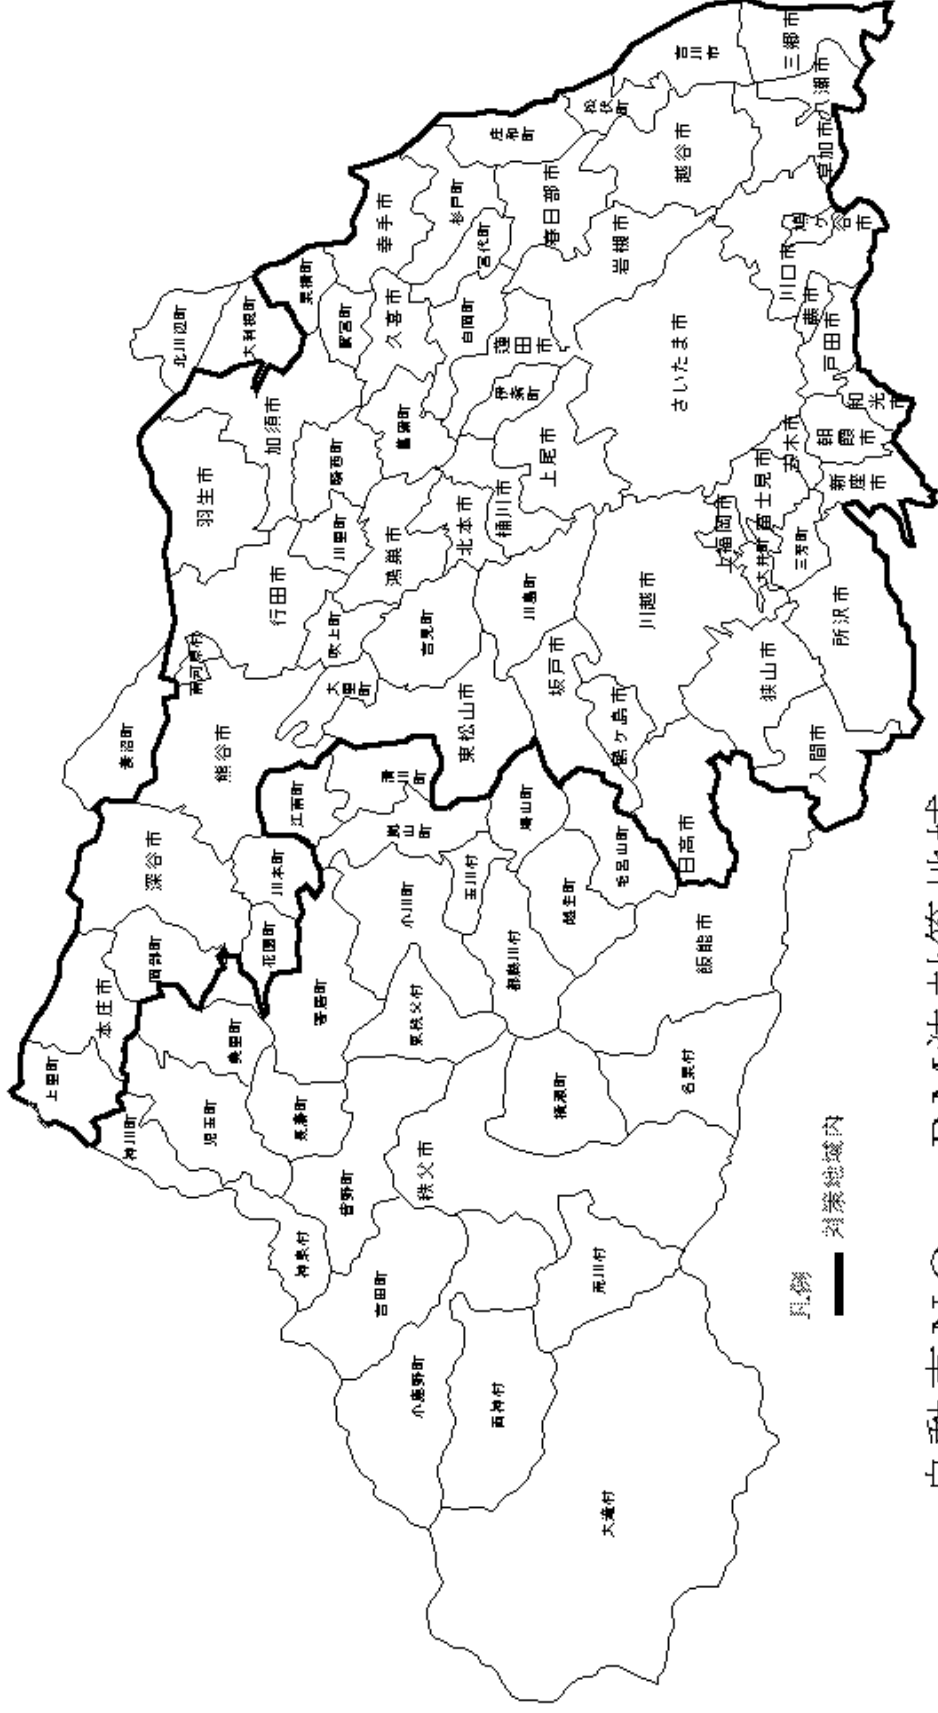 北川辺町
大利根町
栗橋町
幸手市
杉戸町
庄和町
松伏町
吉川市
三郷市
八潮市
草加市
越谷市
春日部市
宮代町
白岡町
久喜市
鷲宮町
加須市
羽生市
騎西町
菖蒲町
蓮田市
伊奈町
岩槻市
さいたま市
川口市
鳩ヶ谷市
蕨市
戸田市
和光市
朝霞市
志木市
新座市
富士見市
上福岡市
大井町
三芳町
所沢市
川越市
上尾市
桶川市
北本市
鴻巣市
川里町
行田市
吹上町
南河原村
妻沼町
熊谷市
大里町
吉見町
川島町
東松山市
坂戸市
鶴ヶ島市
狭山市
入間市
日高市
飯能市
毛呂山町
越生町
鳩山町
玉川村
都幾川村
嵐山町
滑川町
江南町
川本町
花園町
深谷市
岡部町
本庄市
上里町
神川町
児玉町
美里町
寄居町
小川町
東秩父村
長瀞町
皆野町
秩父市
横瀬町
名栗村
神泉村
吉田町
小鹿野町
両神村
荒川村
大滝村
凡例
対策地域内